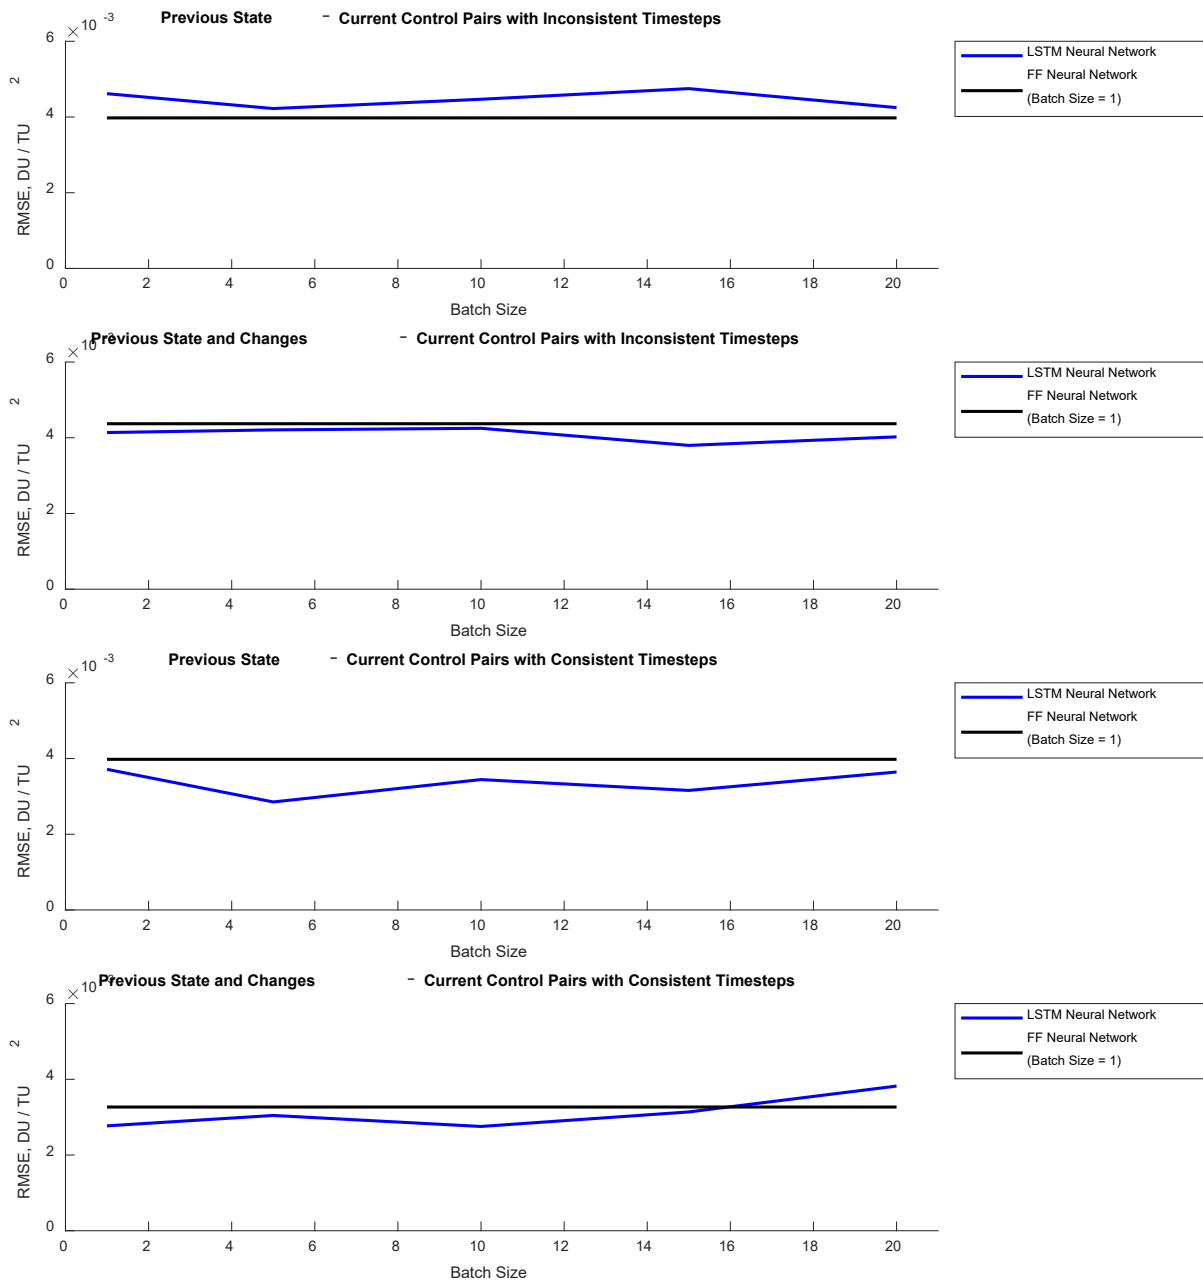 Previous State - Current Control Pairs with Inconsistent Timesteps
× 10 -3
6
4
2
0
RMSE, DU / TU 2
0 2 4 6 8 10 12 14 16 18 20
Batch Size
LSTM Neural Network
FF Neural Network
(Batch Size = 1)
Previous State and Changes - Current Control Pairs with Inconsistent Timesteps
× 10 -3
6
4
2
0
RMSE, DU / TU 2
0 2 4 6 8 10 12 14 16 18 20
Batch Size
LSTM Neural Network
FF Neural Network
(Batch Size = 1)
Previous State - Current Control Pairs with Consistent Timesteps
× 10 -3
6
4
2
0
RMSE, DU / TU 2
0 2 4 6 8 10 12 14 16 18 20
Batch Size
LSTM Neural Network
FF Neural Network
(Batch Size = 1)
Previous State and Changes - Current Control Pairs with Consistent Timesteps
× 10 -3
6
4
2
0
RMSE, DU / TU 2
0 2 4 6 8 10 12 14 16 18 20
Batch Size
LSTM Neural Network
FF Neural Network
(Batch Size = 1)